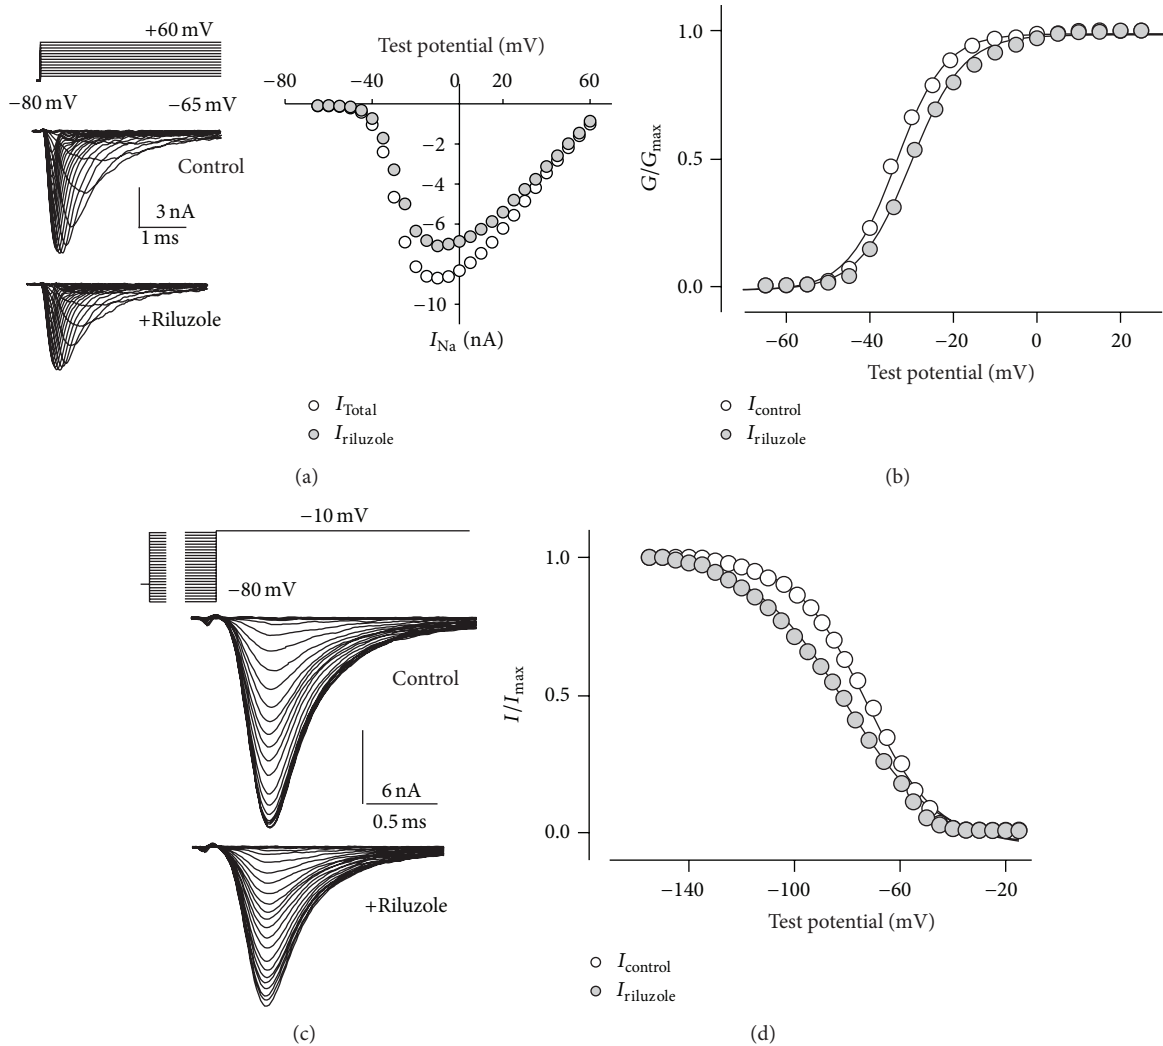 +60 mV
−80 mV
−65 mV
Control
3 nA
1 ms
+Riluzole
Test potential (mV)
−80
−40
0
20
60
−2
−4
−6
−8
−10
I_Na (nA)
I_Total
I_riluzole
(a)
G/G_max
1.0
0.5
0.0
−60
−40
−20
0
20
Test potential (mV)
I_control
I_riluzole
(b)
−10 mV
−80 mV
Control
6 nA
0.5 ms
+Riluzole
(c)
I/I_max
1.0
0.5
0.0
−140
−100
−60
−20
Test potential (mV)
I_control
I_riluzole
(d)